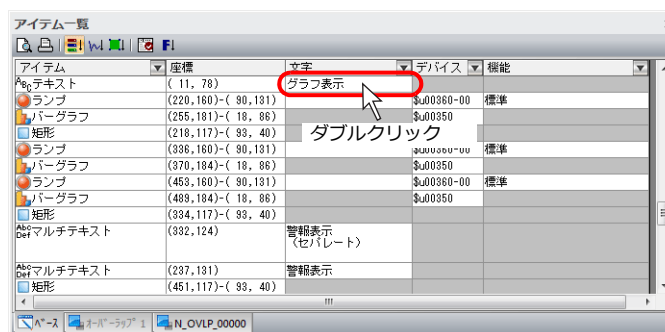 アイテム一覧
アイテム 座標 文字 デバイス 機能
テキスト ( 11, 78) グラフ表示
ランプ (220,160)-( 90,131) $u00360-00 標準
バーグラフ (255,181)-( 18, 86) $u00350
矩形 (218,117)-( 93, 40)
ダブルクリック
ランプ (336,160)-( 90,131) $u00360-00 標準
バーグラフ (370,184)-( 18, 86) $u00350
ランプ (453,160)-( 90,131) $u00360-00 標準
バーグラフ (489,184)-( 18, 86) $u00350
矩形 (334,117)-( 93, 40)
マルチテキスト (332,124) 警報表示
(セパレート)
マルチテキスト (237,131) 警報表示
矩形 (451,117)-( 93, 40)
ベース オーバーラップ 1 N_OVLP_00000